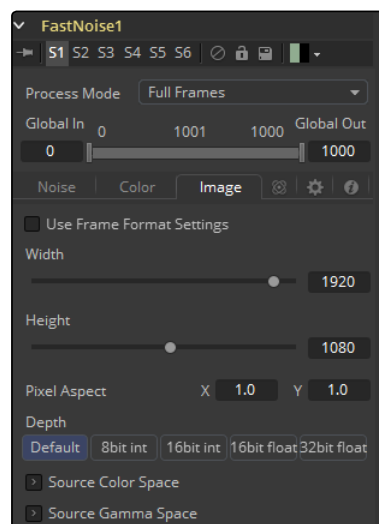 FastNoise1
S1 S2 S3 S4 S5 S6
Process Mode Full Frames
Global In 0 1001 1000 Global Out
0 1000
Noise Color Image
Use Frame Format Settings
Width
1920
Height
1080
Pixel Aspect X 1.0 Y 1.0
Depth
Default 8bit int 16bit int 16bit float 32bit float
Source Color Space
Source Gamma Space